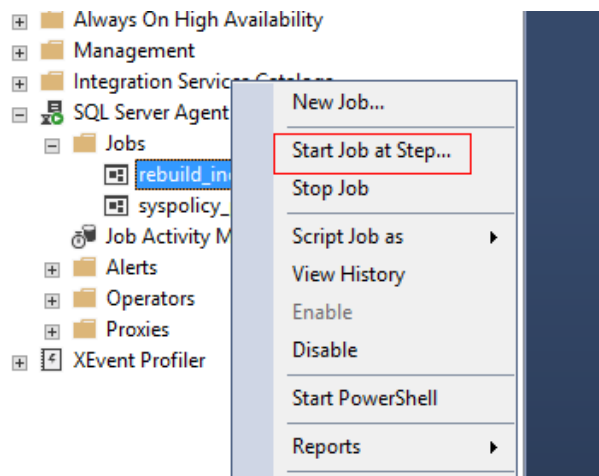 Always On High Availability
Management
Integration Services Catalogs
SQL Server Agent
Jobs
rebuild_in
syspolicy_
Job Activity M
Alerts
Operators
Proxies
XEvent Profiler
New Job...
Start Job at Step...
Stop Job
Script Job as
View History
Enable
Disable
Start PowerShell
Reports